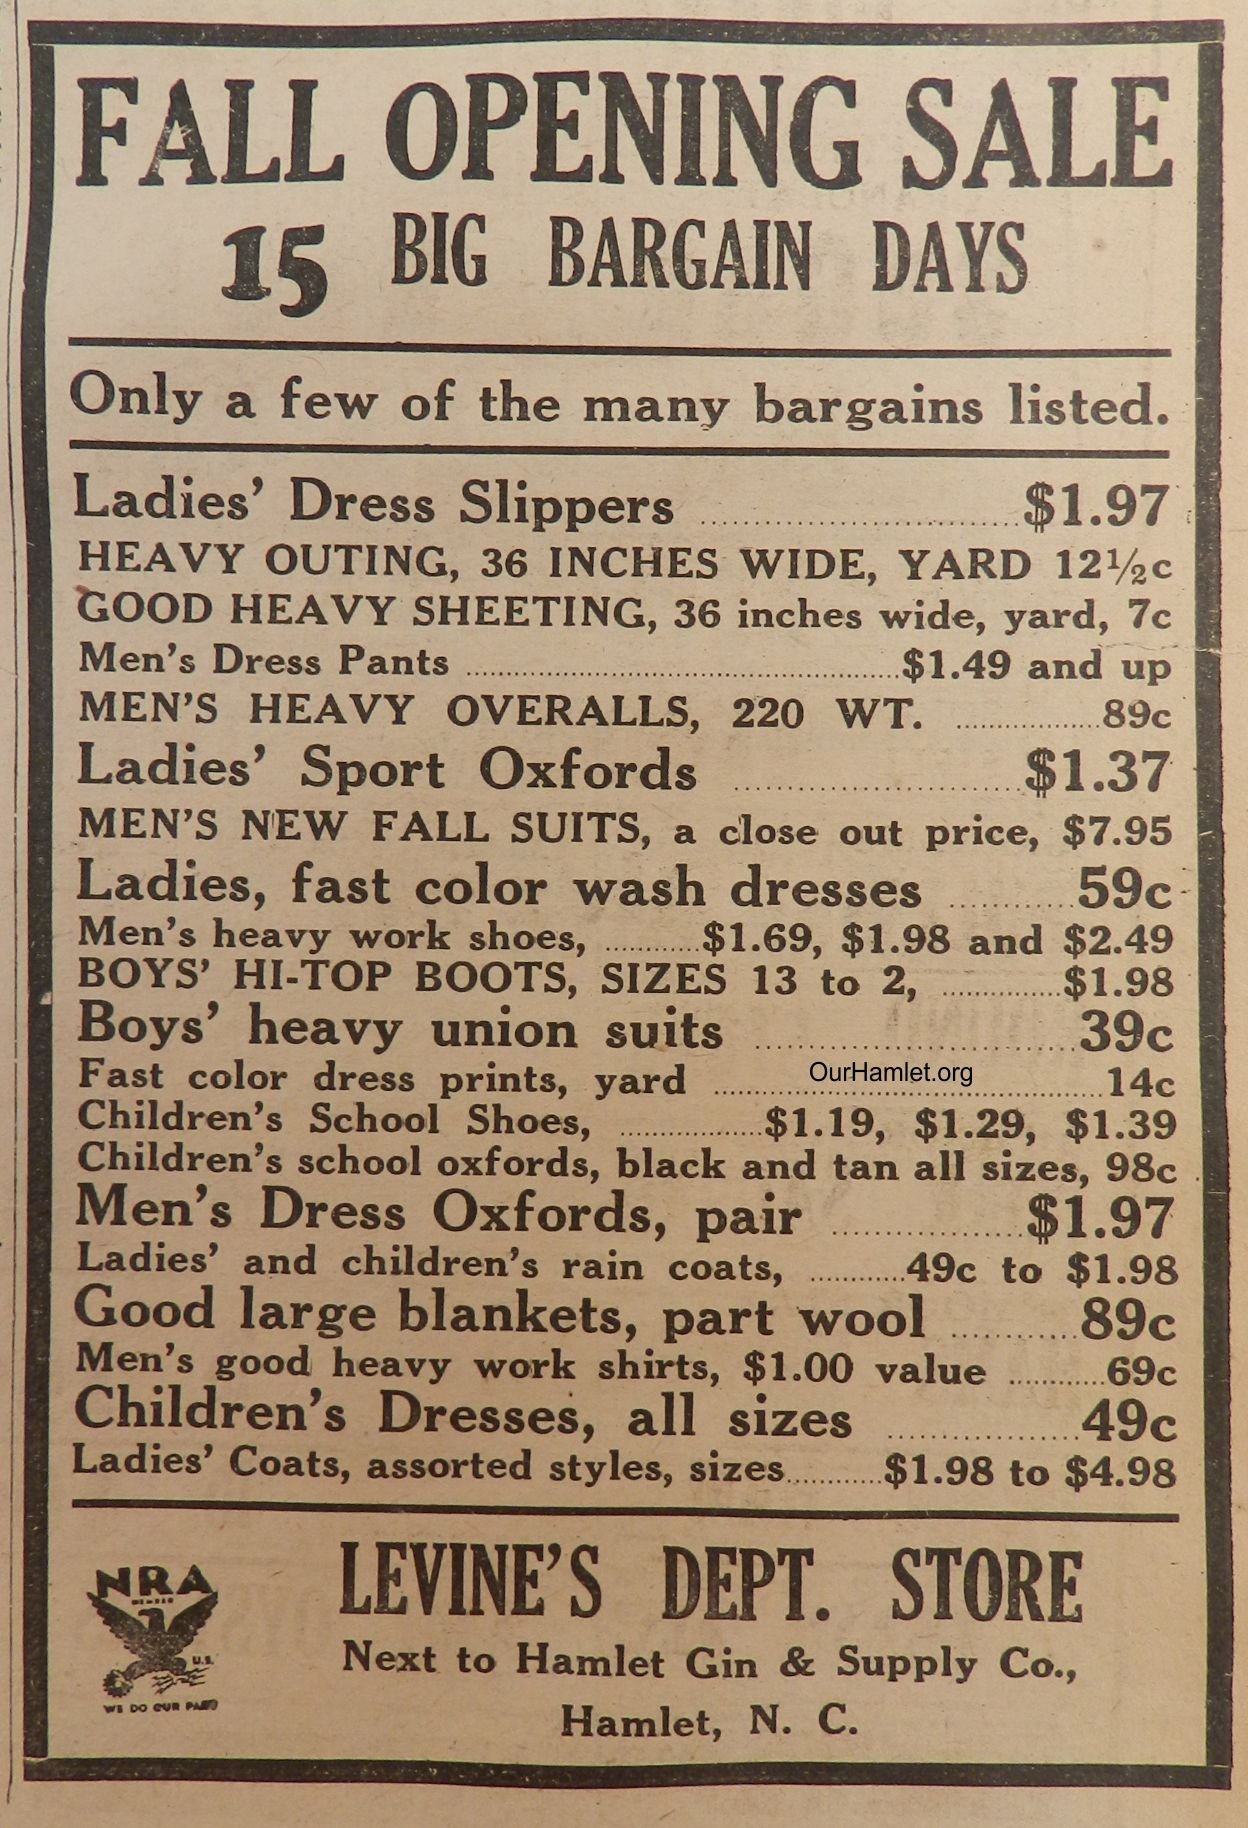 FALL OPENING SALE
15 BIG BARGAIN DAYS
Only a few of the many bargains listed.
Ladies' Dress Slippers ........................ $1.97
HEAVY OUTING, 36 INCHES WIDE, YARD 12½c
GOOD HEAVY SHEETING, 36 inches wide, yard, 7c
Men's Dress Pants ........................ $1.49 and up
MEN'S HEAVY OVERALLS, 220 WT. ............ 89c
Ladies' Sport Oxfords ........................ $1.37
MEN'S NEW FALL SUITS, a close out price, $7.95
Ladies, fast color wash dresses ............ 59c
Men's heavy work shoes, ............ $1.69, $1.98 and $2.49
BOYS' HI-TOP BOOTS, SIZES 13 to 2, ............ $1.98
Boys' heavy union suits ........................ 39c
Fast color dress prints, yard ........................ 14c
OurHamlet.org
Children's School Shoes, ............ $1.19, $1.29, $1.39
Children's school oxfords, black and tan all sizes, 98c
Men's Dress Oxfords, pair ............ $1.97
Ladies' and children's rain coats, ............ 49c to $1.98
Good large blankets, part wool ............ 89c
Men's good heavy work shirts, $1.00 value ............ 69c
Children's Dresses, all sizes ............ 49c
Ladies' Coats, assorted styles, sizes ............ $1.98 to $4.98
NRA
MEMBER
U.S.
WE DO OUR PART
LEVINE'S DEPT. STORE
Next to Hamlet Gin & Supply Co.,
Hamlet, N. C.